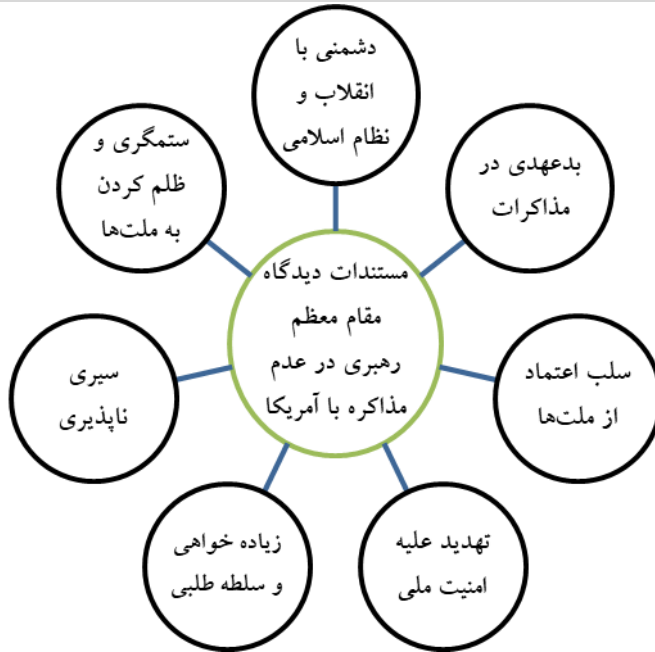 دشمنی با
انقلاب و
نظام اسلامی
بدعهدی در
مذاکرات
سلب اعتماد
از ملت‌ها
تهدید علیه
امنیت ملی
زیاده خواهی
و سلطه طلبی
سیری
ناپذیری
ستمگری و
ظلم کردن
به ملت‌ها
مستندات دیدگاه
مقام معظم
رهبری در عدم
مذاکره با آمریکا